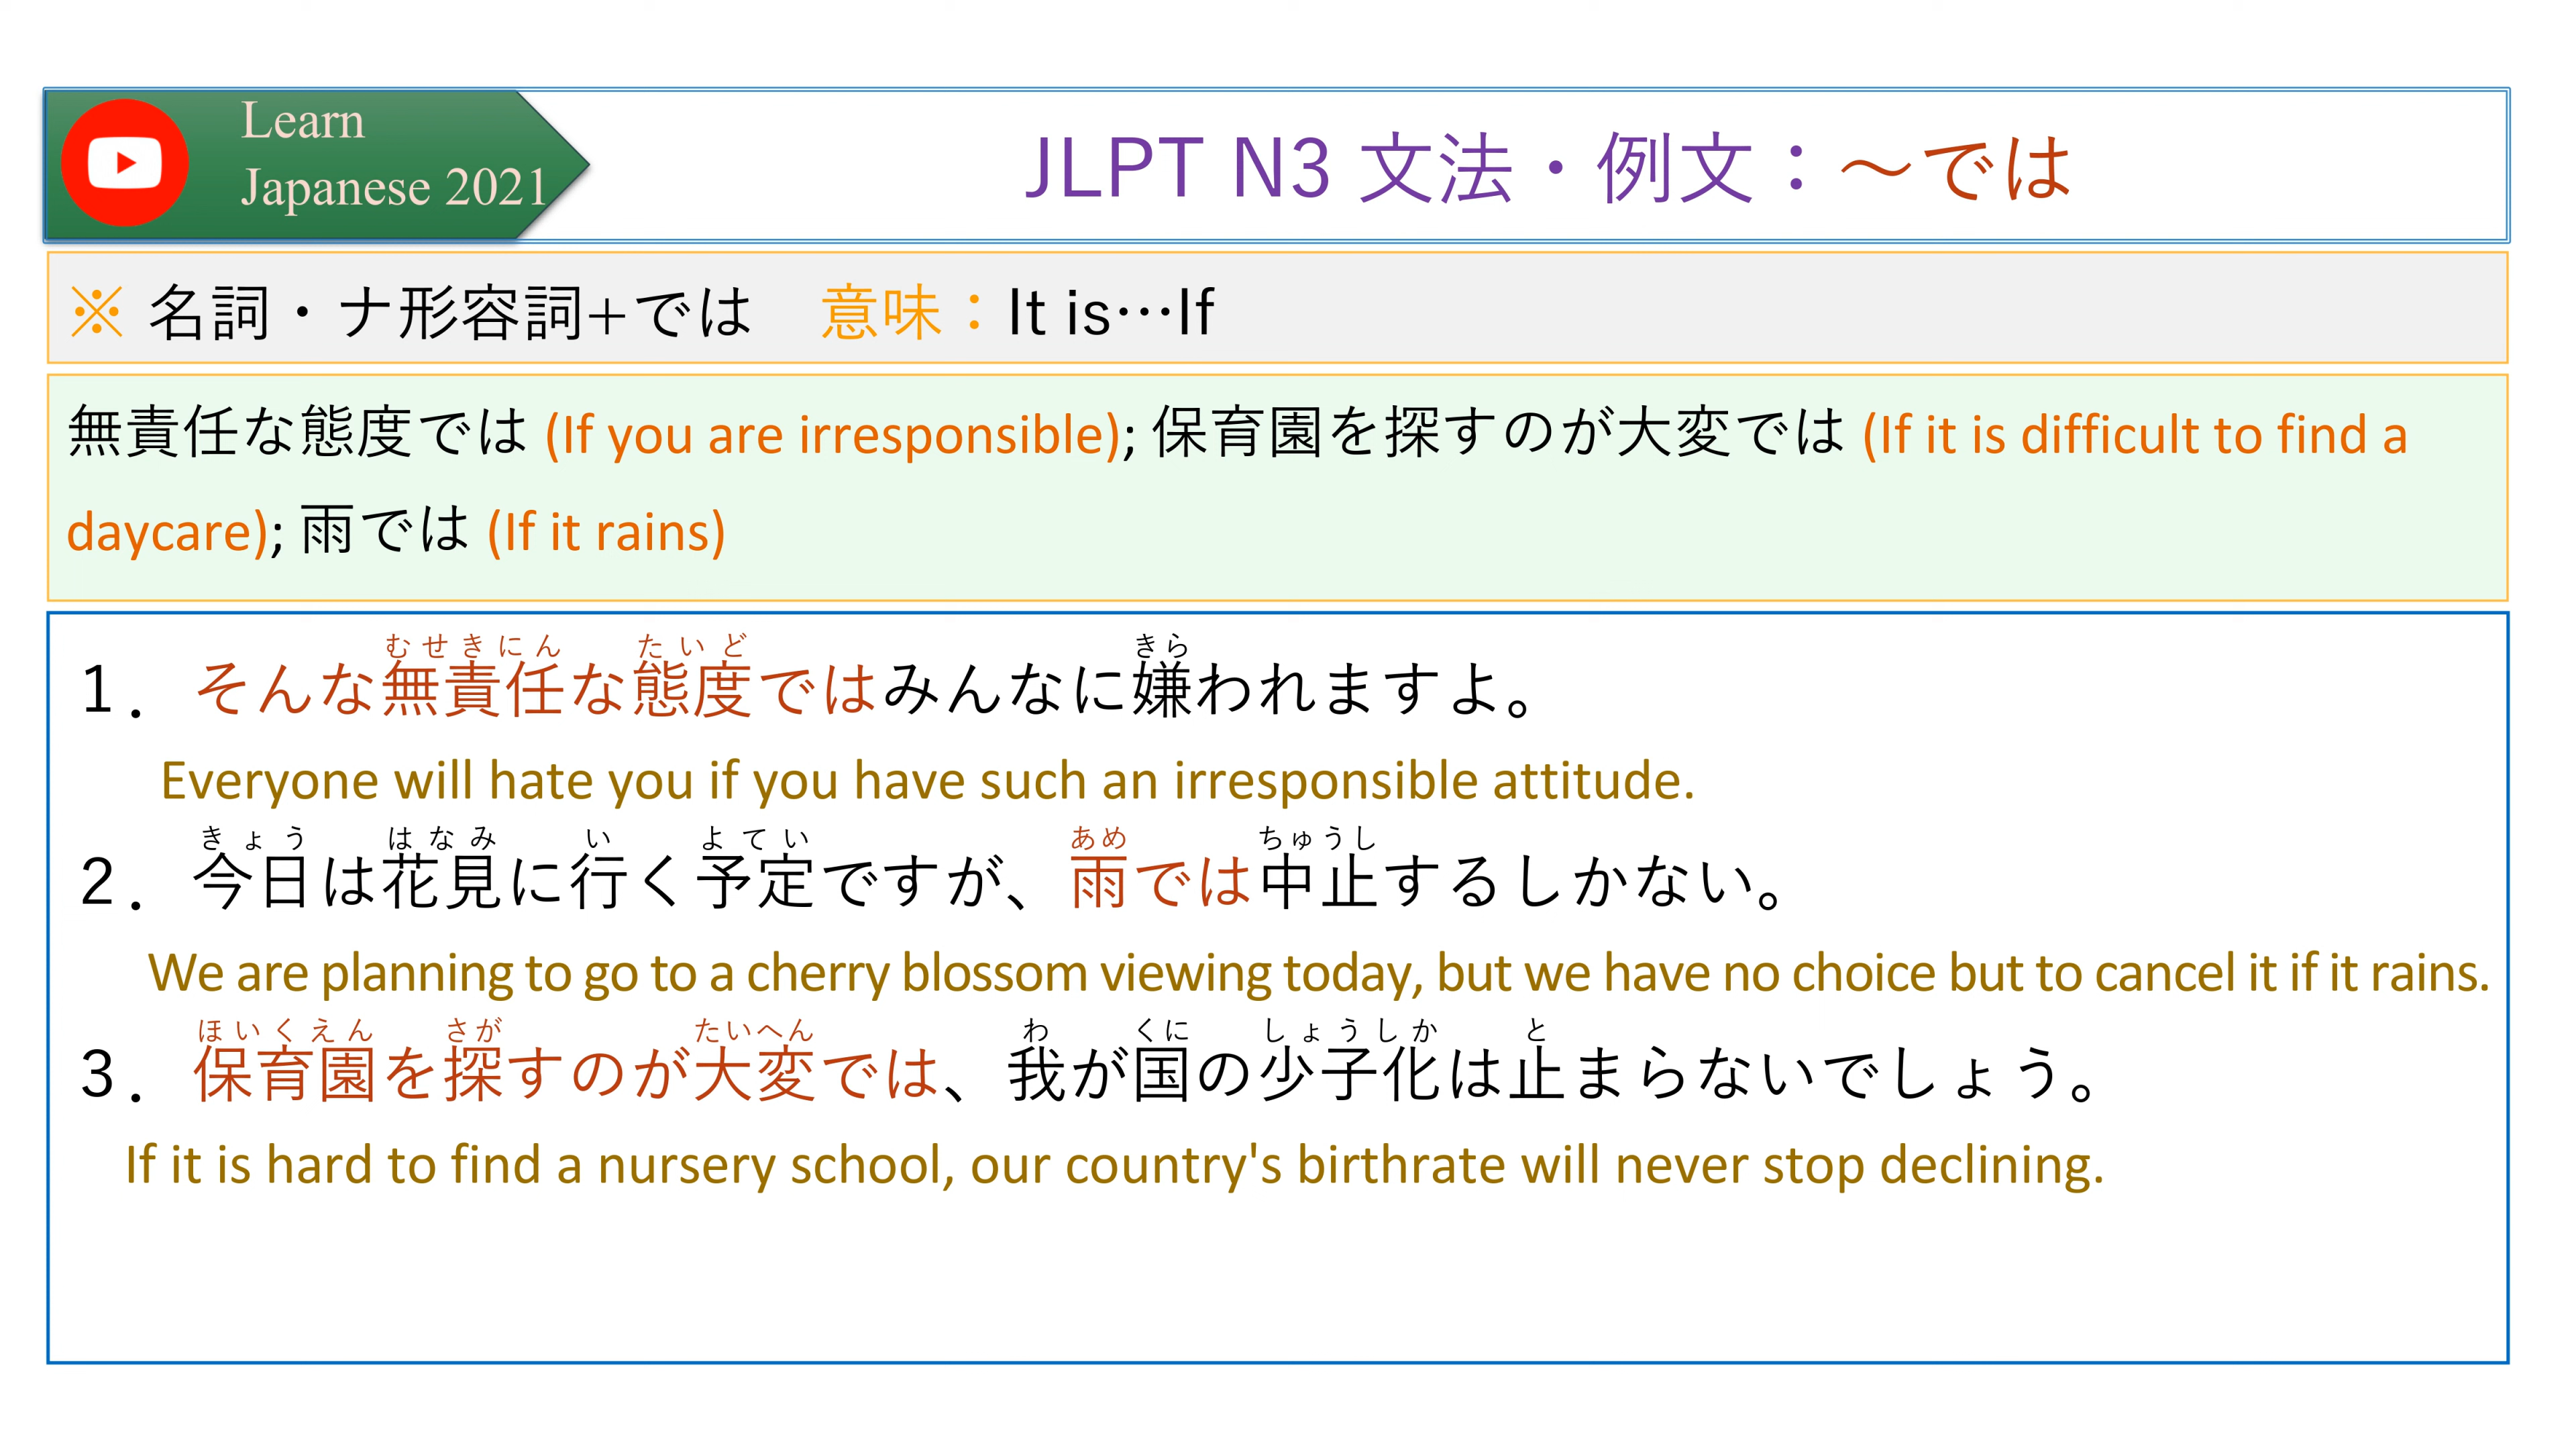 Learn
Japanese 2021
JLPT N3 文法・例文：～では
※ 名詞・ナ形容詞+では　意味：It is…If
無責任な態度では (If you are irresponsible); 保育園を探すのが大変では (If it is difficult to find a
daycare); 雨では (If it rains)
むせきにん たいど きら
1． そんな無責任な態度ではみんなに嫌われますよ。
Everyone will hate you if you have such an irresponsible attitude.
きょう はなみ い よてい あめ ちゅうし
2． 今日は花見に行く予定ですが、雨では中止するしかない。
We are planning to go to a cherry blossom viewing today, but we have no choice but to cancel it if it rains.
ほいくえん さが たいへん わ くに しょうしか と
3． 保育園を探すのが大変では、我が国の少子化は止まらないでしょう。
If it is hard to find a nursery school, our country's birthrate will never stop declining.